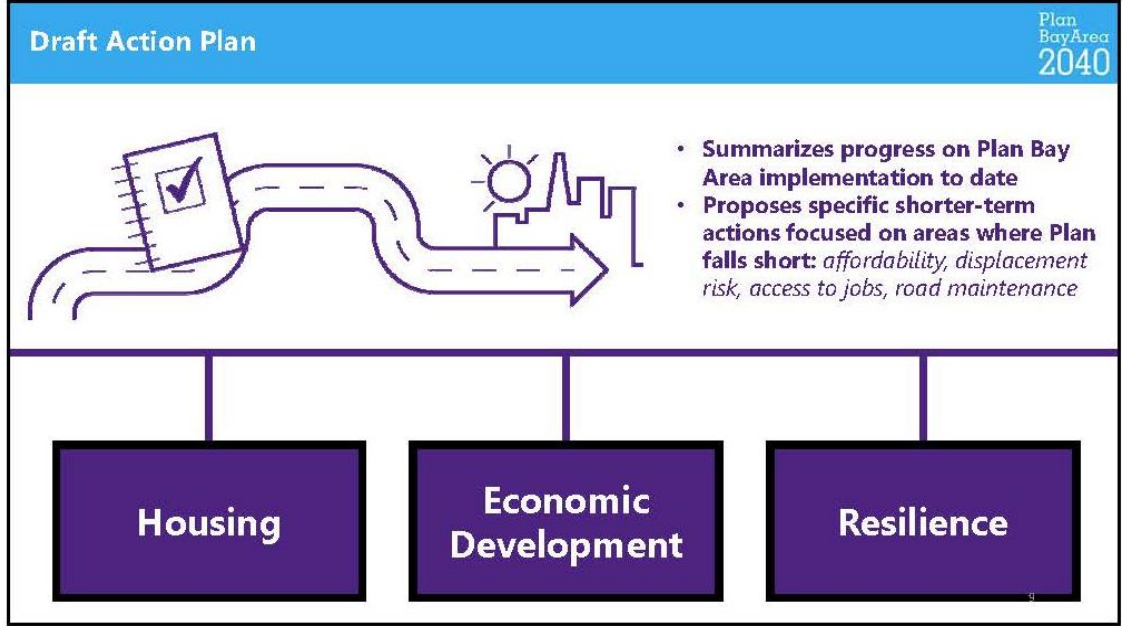 Draft Action Plan
Plan
BayArea
2040
• Summarizes progress on Plan Bay
Area implementation to date
• Proposes specific shorter-term
actions focused on areas where Plan
falls short: affordability, displacement
risk, access to jobs, road maintenance
Housing
Economic
Development
Resilience
9